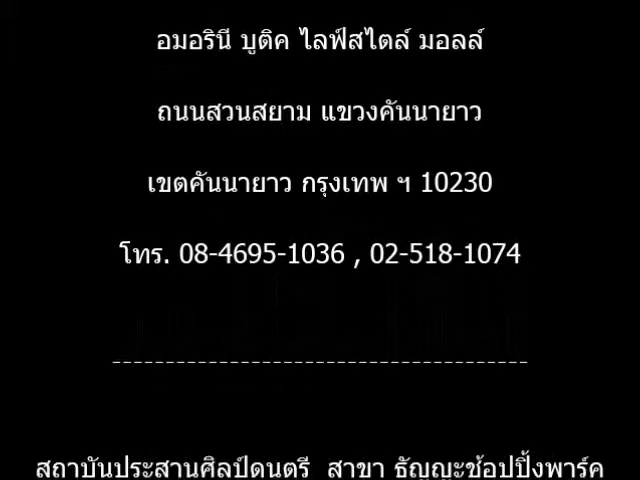 อมอรินี บูติค ไลฟ์สไตล์ มอลล์
ถนนสวนสยาม แขวงคันนายาว
เขตคันนายาว กรุงเทพ ฯ 10230
โทร. 08-4695-1036 , 02-518-1074
---------------------------------------
สถาบันประสานศิลป์ดนตรี สาขา ธัญญะช้อปปิ้งพาร์ค